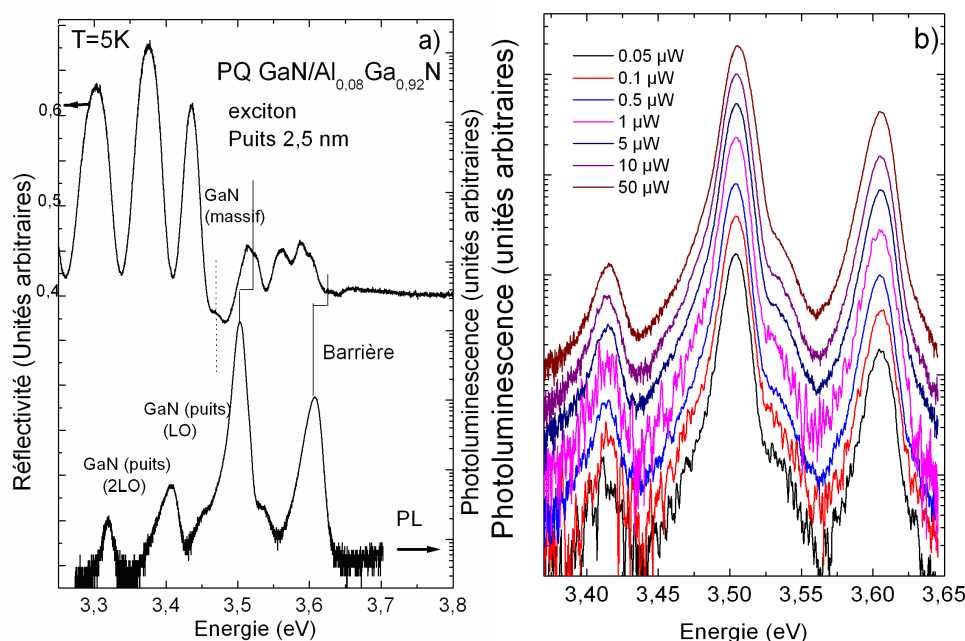 T=5K
a)
PQ GaN/Al0,08Ga0,92N
exciton
Puits 2,5 nm
GaN
(massif)
Barrière
GaN (puits)
(LO)
GaN (puits)
(2LO)
PL
0,6
0,5
0,4
Réflectivité (Unités arbitraires)
Photoluminescence (unités arbitraires)
3,3 3,4 3,5 3,6 3,7 3,8
Energie (eV)
b)
0.05 µW
0.1 µW
0.5 µW
1 µW
5 µW
10 µW
50 µW
Photoluminescence (unités arbitraires)
3,40 3,45 3,50 3,55 3,60 3,65
Energie (eV)